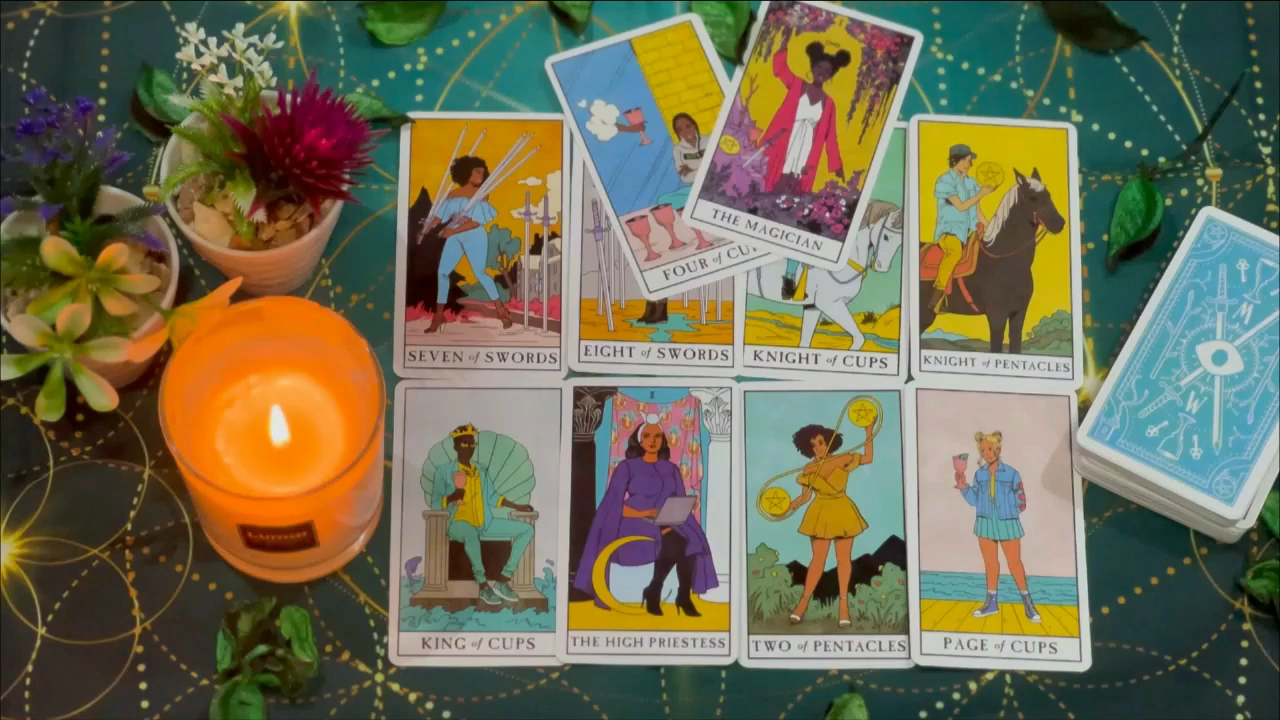 THE MAGICIAN
FOUR of CU
SEVEN of SWORDS
EIGHT of SWORDS
KNIGHT of CUPS
KNIGHT of PENTACLES
KING of CUPS
II
THE HIGH PRIESTESS
TWO of PENTACLES
PAGE of CUPS